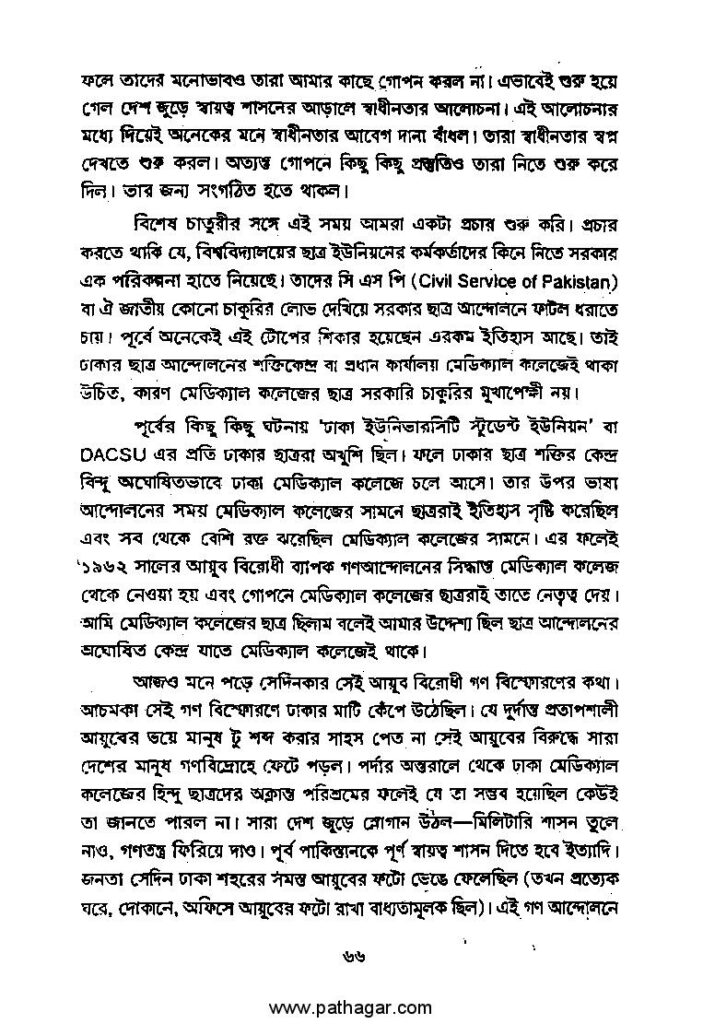 ফলে তাদের মনোভাবও তারা আমার কাছে গোপন করল না। এভাবেই শুরু হয়ে
গেল দেশ জুড়ে স্বায়ত্ব শাসনের আড়ালে স্বাধীনতার আলোচনা। এই আলোচনার
মধ্যে দিয়েই অনেকের মনে স্বাধীনতার আবেগ দানা বাঁধল। তারা স্বাধীনতার স্বপ্ন
দেখতে শুরু করল। অত্যন্ত গোপনে কিছু কিছু প্রস্তুতিও তারা নিতে শুরু করে
দিল। তার জন্য সংগঠিত হতে থাকল।
বিশেষ চাতুরীর সঙ্গে এই সময় আমরা একটা প্রচার শুরু করি। প্রচার
করতে থাকি যে, বিশ্ববিদ্যালয়ের ছাত্র ইউনিয়নের কর্মকর্তাদের কিনে নিতে সরকার
এক পরিকল্পনা হাতে নিয়েছে। তাদের সি এস পি (Civil Service of Pakistan)
বা ঐ জাতীয় কোনো চাকুরির লোভ দেখিয়ে সরকার ছাত্র আন্দোলনে ফাটল ধরাতে
চায়। পূর্বে অনেকেই এই টোপের শিকার হয়েছেন এরকম ইতিহাস আছে। তাই
ঢাকার ছাত্র আন্দোলনের শক্তিকেন্দ্র বা প্রধান কার্যালয় মেডিক্যাল কলেজেই থাকা
উচিত, কারণ মেডিক্যাল কলেজের ছাত্র সরকারি চাকুরির মুখাপেক্ষী নয়।
পূর্বের কিছু কিছু ঘটনায় 'ঢাকা ইউনিভারসিটি স্টুডেন্ট ইউনিয়ন' বা
DACSU এর প্রতি ঢাকার ছাত্ররা অখুশি ছিল। ফলে ঢাকার ছাত্র শক্তির কেন্দ্র
বিন্দু অঘোষিতভাবে ঢাকা মেডিক্যাল কলেজে চলে আসে। তার উপর ভাষা
আন্দোলনের সময় মেডিক্যাল কলেজের সামনে ছাত্ররাই ইতিহাস সৃষ্টি করেছিল
এবং সব থেকে বেশি রক্ত ঝরেছিল মেডিক্যাল কলেজের সামনে। এর ফলেই
'১৯৬২ সালের আয়ুব বিরোধী ব্যাপক গণআন্দোলনের সিদ্ধান্ত মেডিক্যাল কলেজ
থেকে নেওয়া হয় এবং গোপনে মেডিক্যাল কলেজের ছাত্ররাই তাতে নেতৃত্ব দেয়।
আমি মেডিক্যাল কলেজের ছাত্র ছিলাম বলেই আমার উদ্দেশ্য ছিল ছাত্র আন্দোলনের
অঘোষিত কেন্দ্র যাতে মেডিক্যাল কলেজেই থাকে।
আজও মনে পড়ে সেদিনকার সেই আয়ুব বিরোধী গণ বিস্ফোরণের কথা।
আচমকা সেই গণ বিস্ফোরণে ঢাকার মাটি কেঁপে উঠেছিল। যে দুর্দান্ত প্রতাপশালী
আয়ুবের ভয়ে মানুষ টু শব্দ করার সাহস পেত না সেই আয়ুবের বিরুদ্ধে সারা
দেশের মানুষ গণবিদ্রোহে ফেটে পড়ল। পর্দার অন্তরালে থেকে ঢাকা মেডিক্যাল
কলেজের হিন্দু ছাত্রদের অক্লান্ত পরিশ্রমের ফলেই যে তা সম্ভব হয়েছিল কেউই
তা জানতে পারল না। সারা দেশ জুড়ে স্লোগান উঠল—মিলিটারি শাসন তুলে
নাও, গণতন্ত্র ফিরিয়ে দাও। পূর্ব পাকিস্তানকে পূর্ণ স্বায়ত্ব শাসন দিতে হবে ইত্যাদি।
জনতা সেদিন ঢাকা শহরের সমস্ত আয়ুবের ফটো ভেঙে ফেলেছিল (তখন প্রত্যেক
ঘরে, দোকানে, অফিসে আয়ুবের ফটো রাখা বাধ্যতামূলক ছিল)। এই গণ আন্দোলনে
৬৬
www.pathagar.com